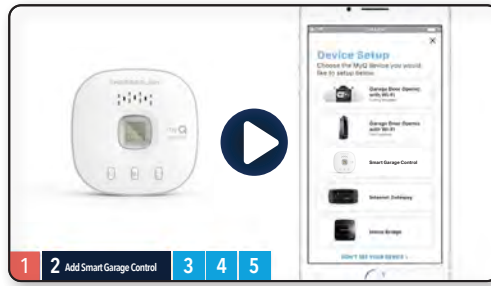 Device Setup
Choose the MyQ device you would
like to setup below.
Garage Door Opener
with Wi-Fi
Garage Door Opener
with Wi-Fi
Smart Garage Control
Internet Gateway
Home Bridge
DON'T SEE YOUR DEVICE
MyQ
1
2 Add Smart Garage Control
3
4
5